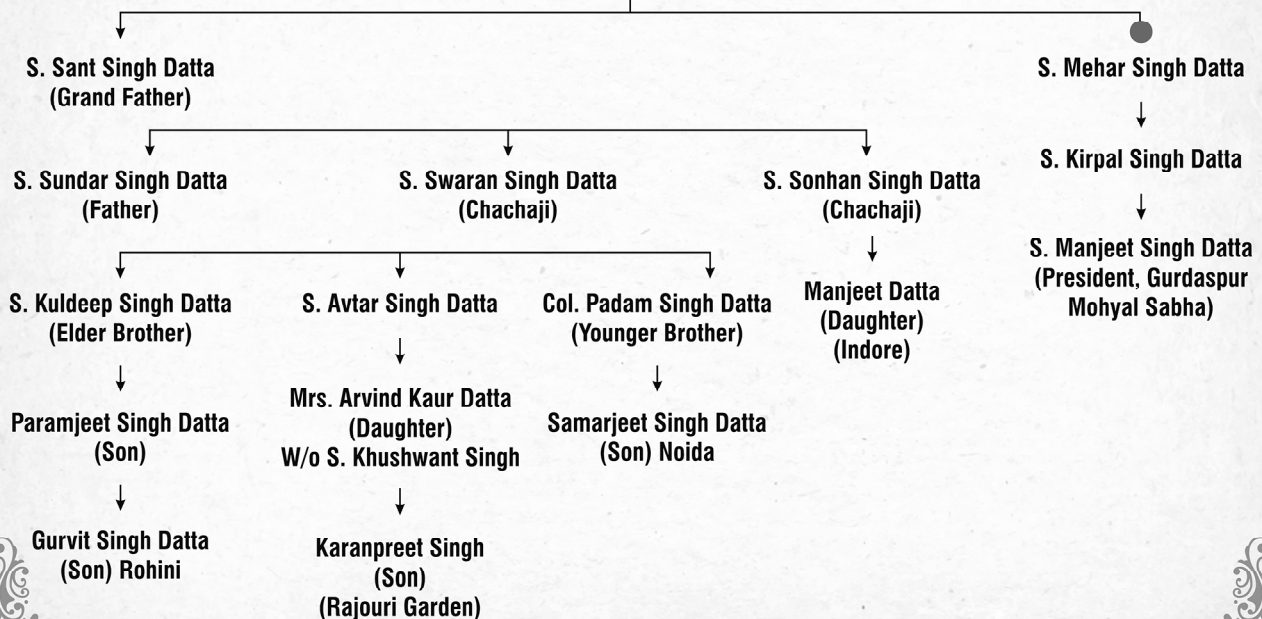 S. Sant Singh Datta
(Grand Father)
S. Mehar Singh Datta
S. Kirpal Singh Datta
S. Manjeet Singh Datta
(President, Gurdaspur
Mohyal Sabha)
S. Sundar Singh Datta
(Father)
S. Swaran Singh Datta
(Chachaji)
S. Sonhan Singh Datta
(Chachaji)
Manjeet Datta
(Daughter)
(Indore)
S. Kuldeep Singh Datta
(Elder Brother)
Paramjeet Singh Datta
(Son)
Gurvit Singh Datta
(Son) Rohini
S. Avtar Singh Datta
Mrs. Arvind Kaur Datta
(Daughter)
W/o S. Khushwant Singh
Karanpreet Singh
(Son)
(Rajouri Garden)
Col. Padam Singh Datta
(Younger Brother)
Samarjeet Singh Datta
(Son) Noida